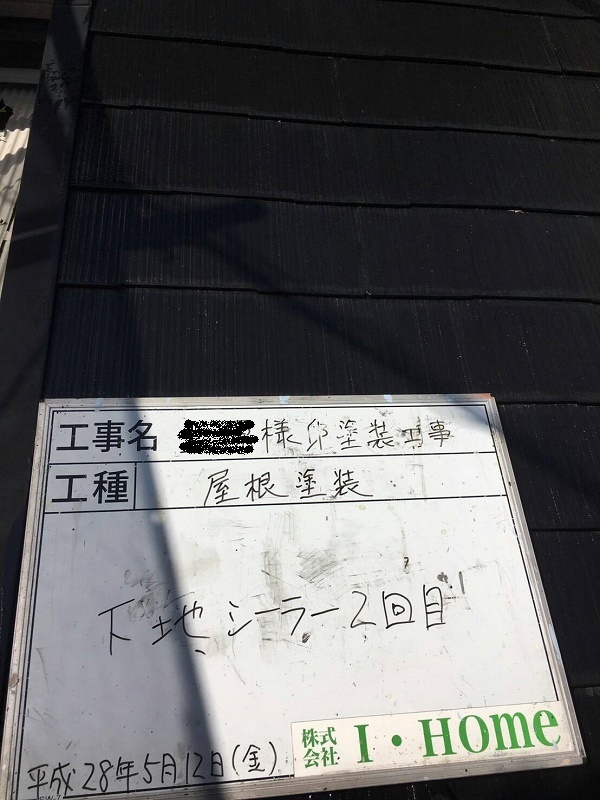 工事名 様邸塗装工事
工種 屋根塗装
下地シーラー2回目
平成28年5月12日(金)
株式会社 I・Home